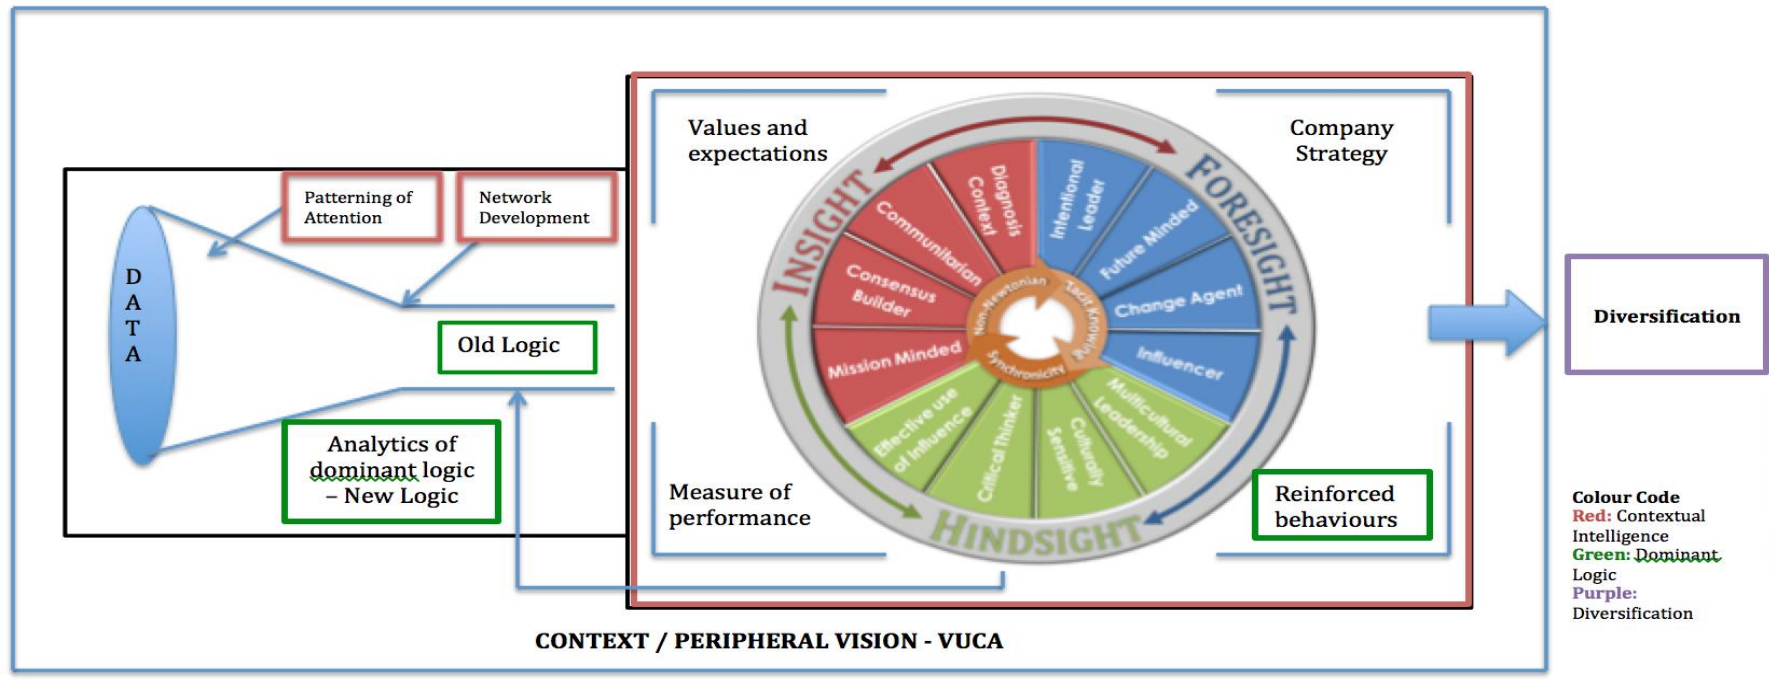 Values and
expectations
Company
Strategy
Patterning of
Attention
Network
Development
D
A
T
A
Old Logic
Analytics of
dominant logic
– New Logic
INSIGHT
FORESIGHT
HINDSIGHT
Diagnosis
Context
Communitarian
Consensus
Builder
Mission Minded
Intentional
Leader
Future Minded
Change Agent
Influencer
Multicultural
Leadership
Culturally
Sensitive
Critical Thinker
Effective use
of Influence
Non-Newtonian
Tacit Knowing
Synchronicity
Measure of
performance
Reinforced
behaviours
Diversification
Colour Code
Red: Contextual
Intelligence
Green: Dominant
Logic
Purple:
Diversification
CONTEXT / PERIPHERAL VISION - VUCA